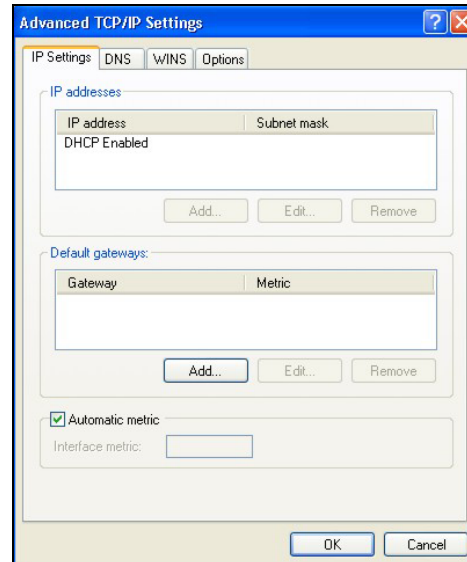 Advanced TCP/IP Settings
IP Settings DNS WINS Options
IP addresses
IP address Subnet mask
DHCP Enabled
Add... Edit... Remove
Default gateways:
Gateway Metric
Add... Edit... Remove
Automatic metric
Interface metric:
OK Cancel